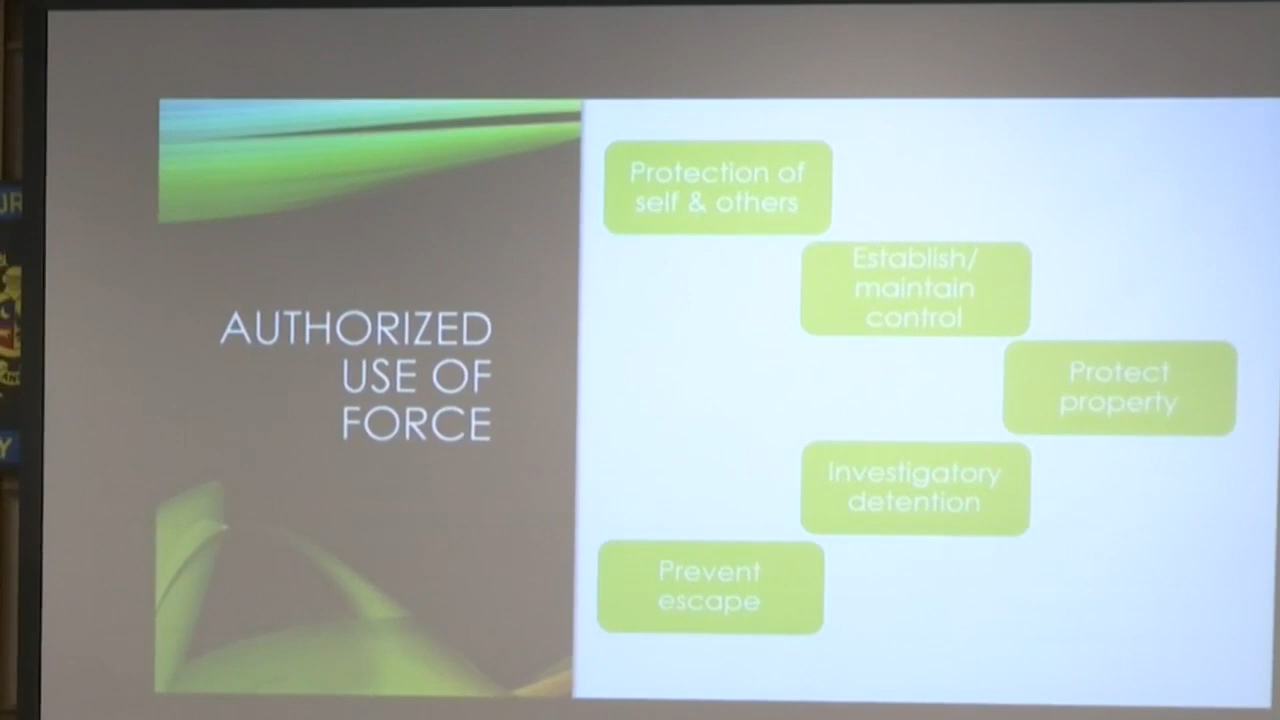 AUTHORIZED
USE OF
FORCE
Protection of
self & others
Establish/
maintain
control
Protect
property
Investigatory
detention
Prevent
escape